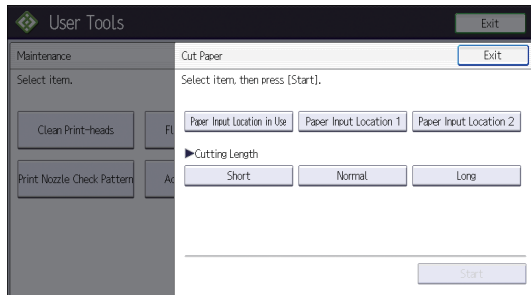 User Tools
Exit
Maintenance
Select item.
Clean Print-heads
Print Nozzle Check Pattern
Cut Paper
Exit
Select item, then press [Start].
Paper Input Location in Use
Paper Input Location 1
Paper Input Location 2
►Cutting Length
Short
Normal
Long
Start